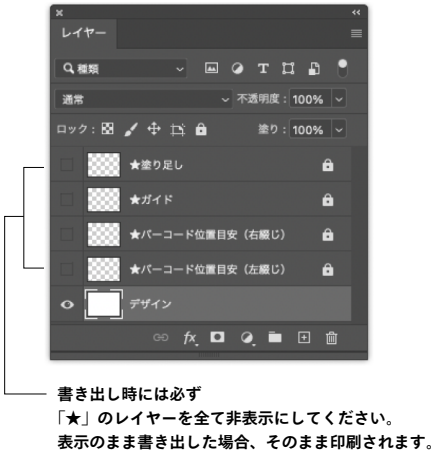 レイヤー
種類
通常
不透明度: 100%
ロック:
塗り: 100%
★塗り足し
★ガイド
★バーコード位置目安（右綴じ）
★バーコード位置目安（左綴じ）
デザイン
fx
書き出し時には必ず
「★」のレイヤーを全て非表示にしてください。
表示のまま書き出した場合、そのまま印刷されます。